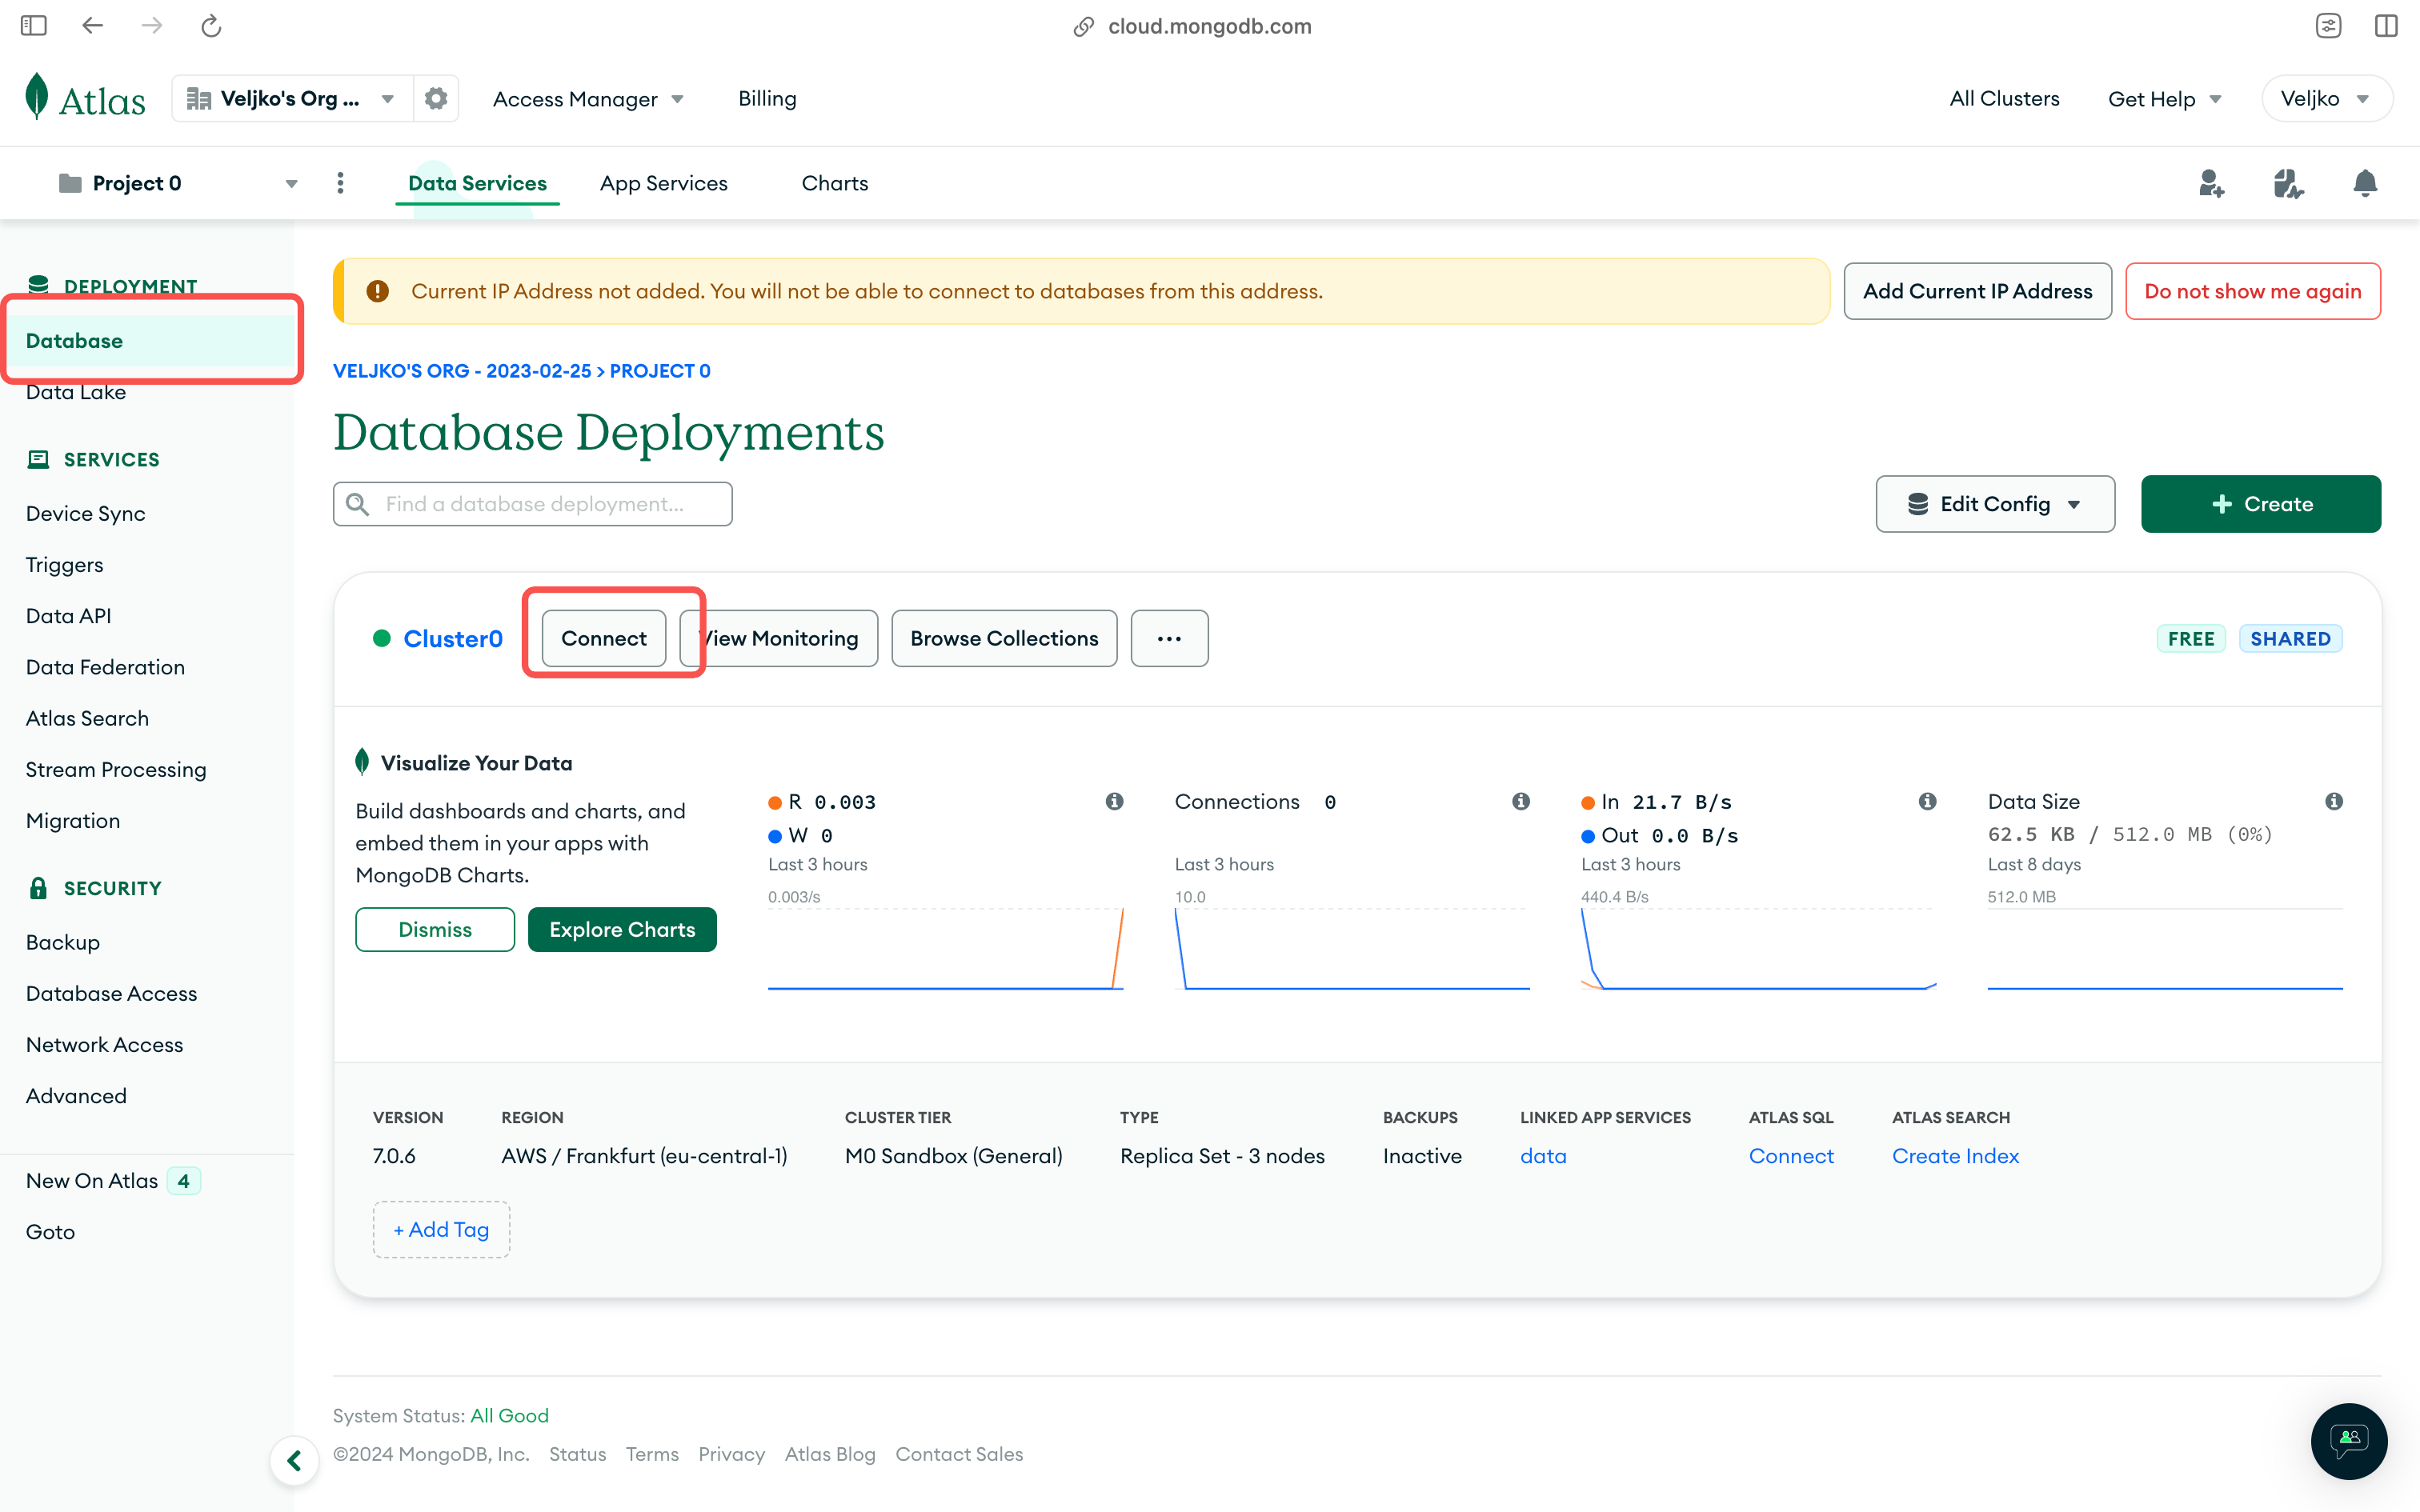 cloud.mongodb.com
Atlas
Veljko's Org ...
Access Manager
Billing
All Clusters
Get Help
Veljko
Project 0
Data Services
App Services
Charts
DEPLOYMENT
Database
Data Lake
SERVICES
Device Sync
Triggers
Data API
Data Federation
Atlas Search
Stream Processing
Migration
SECURITY
Backup
Database Access
Network Access
Advanced
New On Atlas 4
Goto
Current IP Address not added. You will not be able to connect to databases from this address.
Add Current IP Address
Do not show me again
VELJKO'S ORG - 2023-02-25 > PROJECT 0
Database Deployments
Find a database deployment...
Edit Config
+ Create
Cluster0
Connect
View Monitoring
Browse Collections
...
FREE
SHARED
Visualize Your Data
Build dashboards and charts, and
embed them in your apps with
MongoDB Charts.
Dismiss
Explore Charts
R 0.003
W 0
Last 3 hours
0.003/s
Connections 0
Last 3 hours
10.0
In 21.7 B/s
Out 0.0 B/s
Last 3 hours
440.4 B/s
Data Size
62.5 KB / 512.0 MB (0%)
Last 8 days
512.0 MB
VERSION
7.0.6
REGION
AWS / Frankfurt (eu-central-1)
CLUSTER TIER
M0 Sandbox (General)
TYPE
Replica Set - 3 nodes
BACKUPS
Inactive
LINKED APP SERVICES
data
ATLAS SQL
Connect
ATLAS SEARCH
Create Index
+ Add Tag
System Status: All Good
©2024 MongoDB, Inc. Status Terms Privacy Atlas Blog Contact Sales